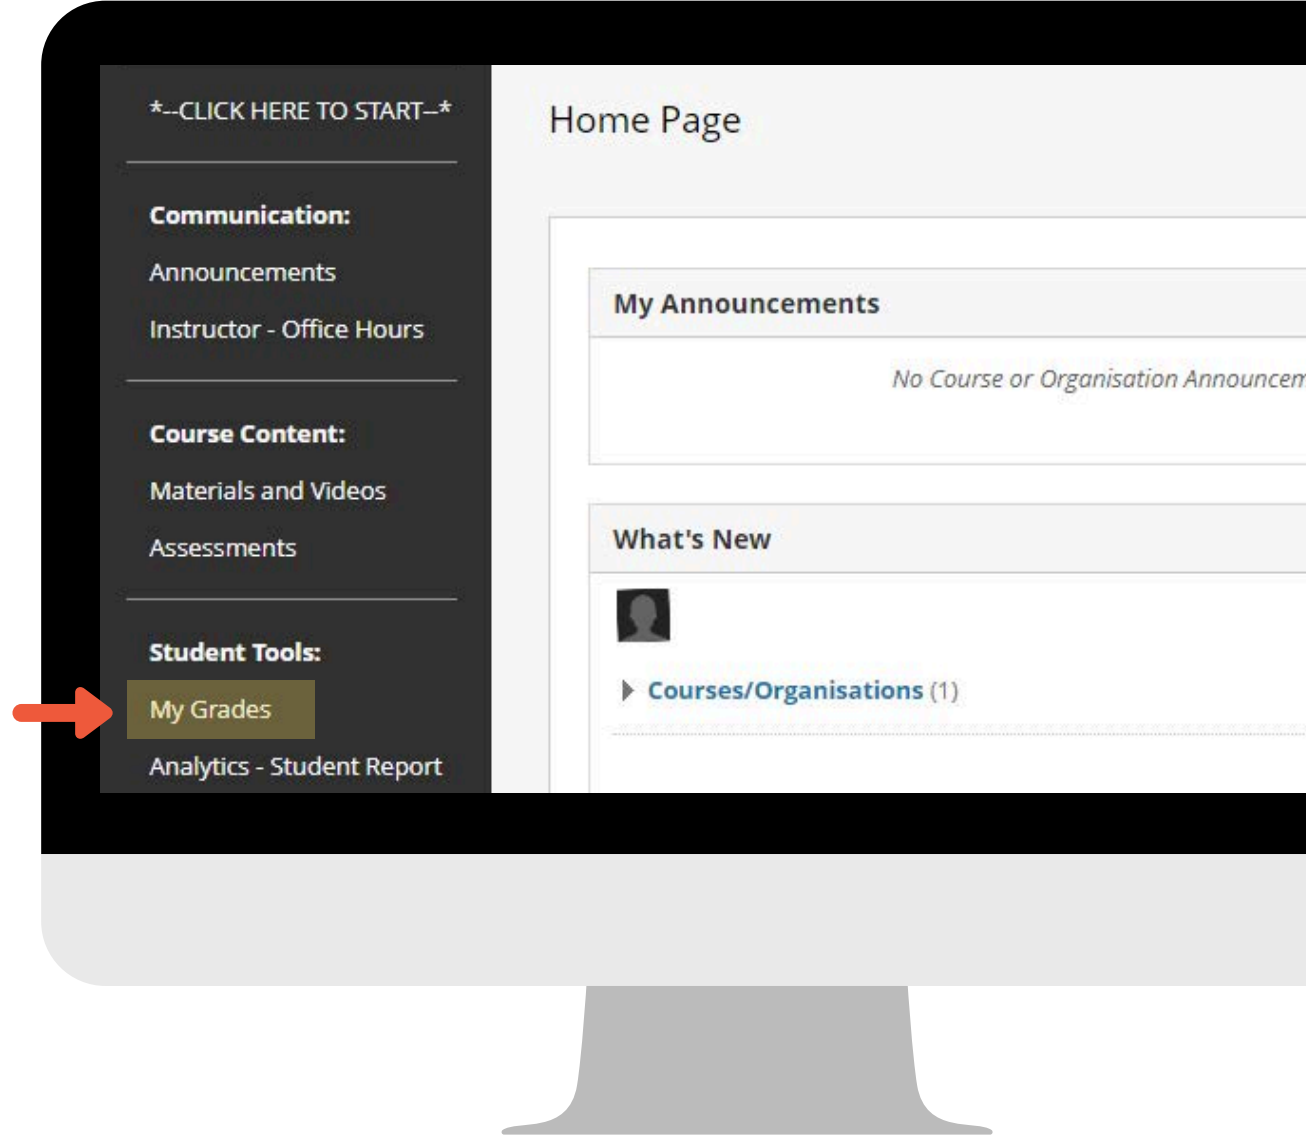 *--CLICK HERE TO START--*
Communication:
Announcements
Instructor - Office Hours
Course Content:
Materials and Videos
Assessments
Student Tools:
My Grades
Analytics - Student Report
Home Page
My Announcements
No Course or Organisation
What's New
Courses/Organisations (1)